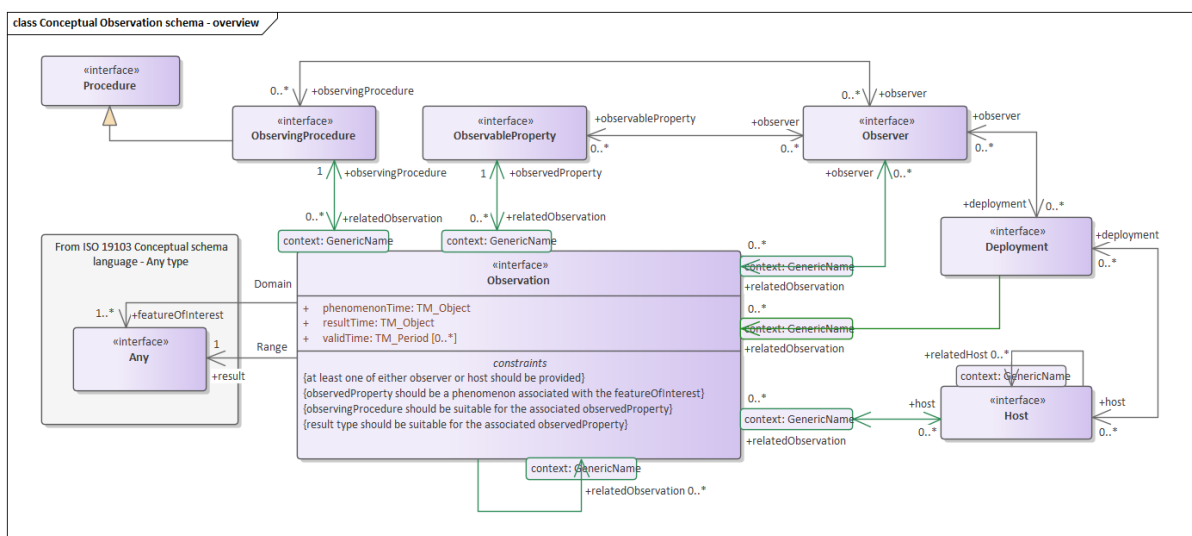 class Conceptual Observation schema - overview
«interface»
Procedure
0..*
+observingProcedure
0..*
+observer
«interface»
ObservingProcedure
«interface»
ObservableProperty
+observableProperty
0..*
+observer
0..*
«interface»
Observer
+observer
0..*
1
+observingProcedure
1
+observedProperty
+observer
0..*
0..*
+relatedObservation
0..*
+relatedObservation
+deployment
0..*
context: GenericName
context: GenericName
«interface»
Deployment
+deployment
0..*
From ISO 19103 Conceptual schema
language - Any type
Domain
1..*
+featureOfInterest
«interface»
Any
Range
1
+result
«interface»
Observation
+ phenomenonTime: TM_Object
+ resultTime: TM_Object
+ validTime: TM_Period [0..*]
constraints
{at least one of either observer or host should be provided}
{observedProperty should be a phenomenon associated with the featureOfInterest}
{observingProcedure should be suitable for the associated observedProperty}
{result type should be suitable for the associated observedProperty}
0..*
context: GenericName
+relatedObservation
0..*
context: GenericName
+relatedObservation
0..*
context: GenericName
+relatedObservation
+host
0..*
+relatedHost 0..*
context: GenericName
«interface»
Host
+host
0..*
context: GenericName
+relatedObservation 0..*